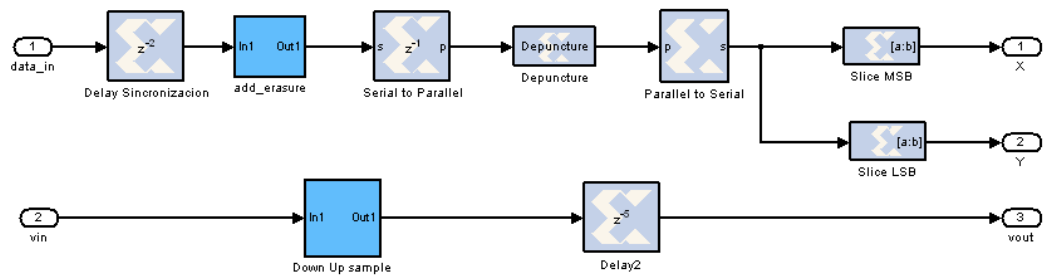 1
data_in
z-2
Delay Sincronizacion
In1 Out1
add_erasure
s z-1 p
Serial to Parallel
Depuncture
Depuncture
p s
Parallel to Serial
[a:b]
Slice MSB
1
X
[a:b]
Slice LSB
2
Y
2
vin
In1 Out1
Down Up sample
z-5
Delay2
3
vout